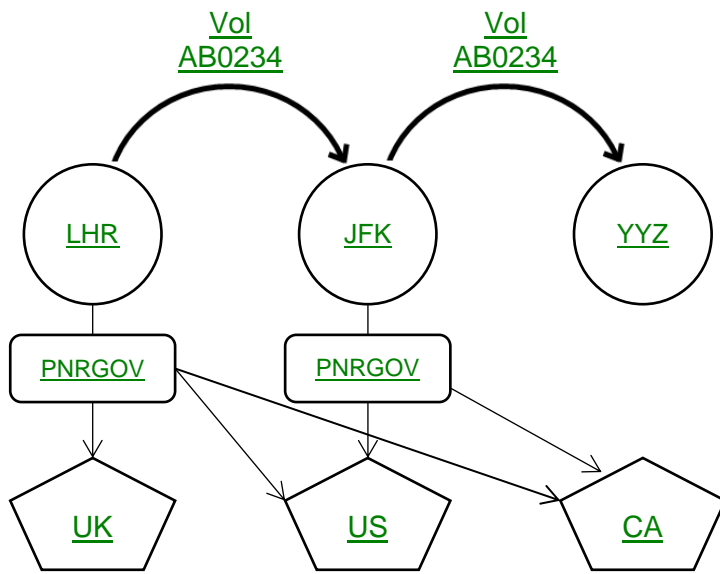 Vol
AB0234
Vol
AB0234
LHR
JFK
YYZ
PNRGOV
PNRGOV
UK
US
CA